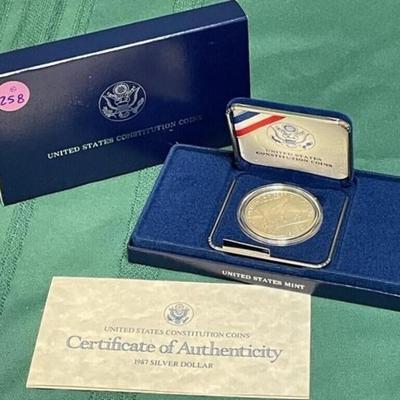 258
UNITED STATES CONSTITUTION COINS
UNITED STATES
CONSTITUTION COINS
UNITED STATES MINT
UNITED STATES CONSTITUTION COINS
Certificate of Authenticity
1987 SILVER DOLLAR